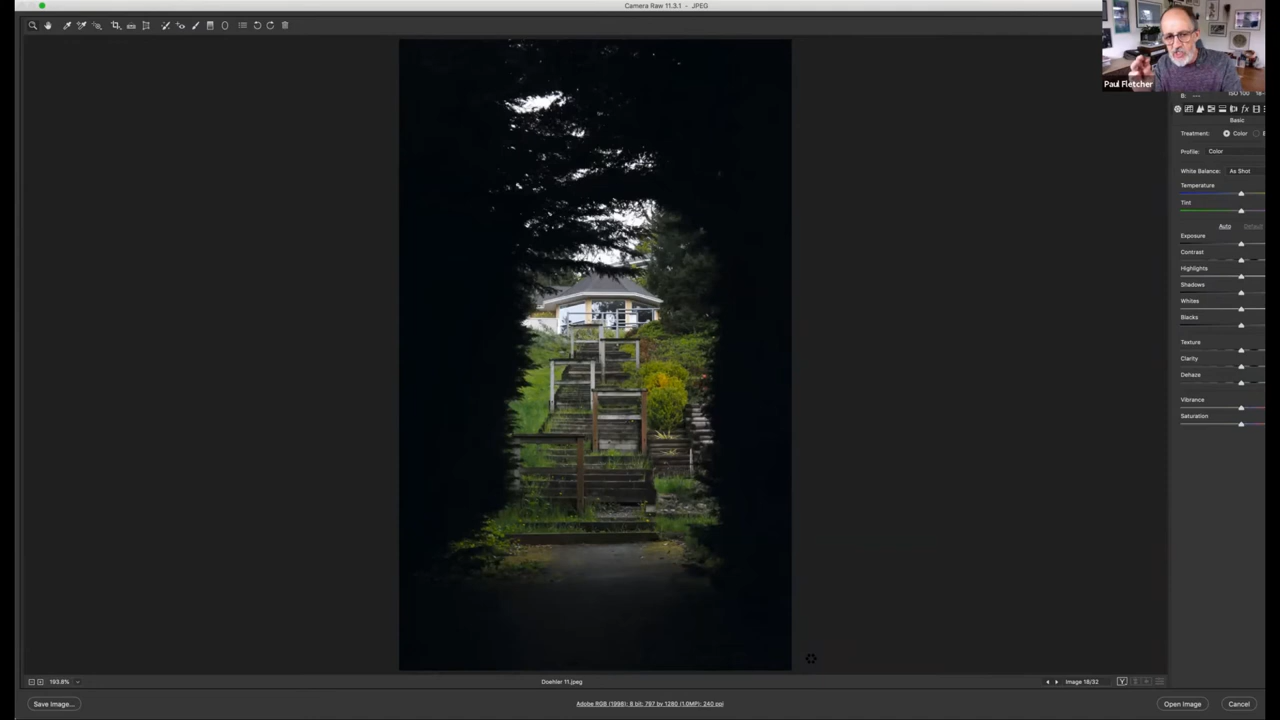 Camera Raw 11.3.1 - JPEG
Paul Fletcher
ISO 100
Basic
Treatment:
Color
Profile:
Color
White Balance:
As Shot
Temperature
Tint
Auto
Default
Exposure
Contrast
Highlights
Shadows
Whites
Blacks
Texture
Clarity
Dehaze
Vibrance
Saturation
193.8%
Doehler 11.jpeg
Image 18/32
Save Image...
Adobe RGB (1998); 8 bit; 797 by 1280 (1.0MP); 240 ppi
Open Image
Cancel